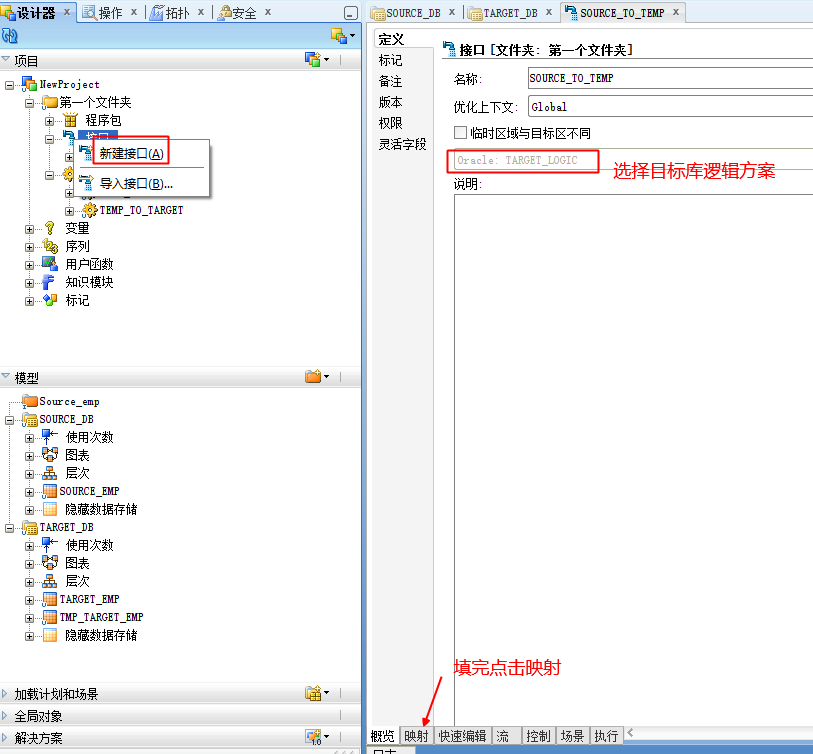 设计器 x 操作 x 拓扑 x 安全 x
项目
NewProject
第一个文件夹
程序包
接口
新建接口(A)
导入接口(B)...
TEMP_TO_TARGET
变量
序列
用户函数
知识模块
标记
模型
Source_emp
SOURCE_DB
使用次数
图表
层次
SOURCE_EMP
隐藏数据存储
TARGET_DB
使用次数
图表
层次
TARGET_EMP
TMP_TARGET_EMP
隐藏数据存储
加载计划和场景
全局对象
解决方案
1.0
SOURCE_DB x TARGET_DB x SOURCE_TO_TEMP x
定义
标记
备注
版本
权限
灵活字段
接口[文件夹: 第一个文件夹]
名称: SOURCE_TO_TEMP
优化上下文: Global
临时区域与目标区不同
Oracle: TARGET_LOGIC
选择目标库逻辑方案
说明:
填完点击映射
概览 映射 快速编辑 流 控制 场景 执行